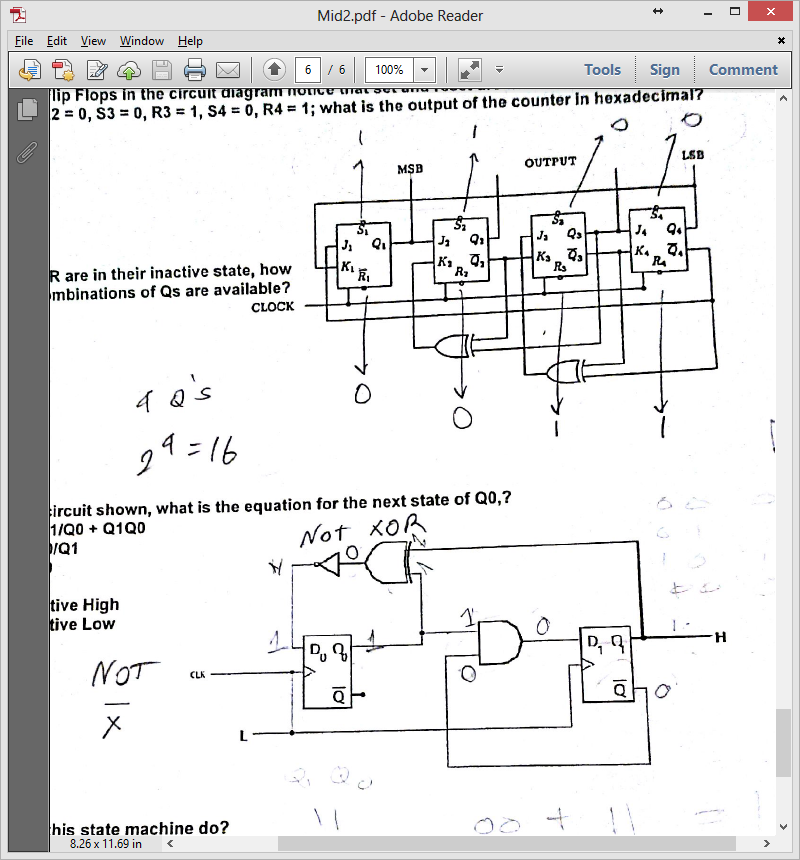 Mid2.pdf - Adobe Reader
File Edit View Window Help
6 / 6 100% Tools Sign Comment
lip Flops in the circuit diagram notice that set and reset
2 = 0, S3 = 0, R3 = 1, S4 = 0, R4 = 1; what is the output of the counter in hexadecimal?
1 1 0 0
MSB OUTPUT LSB
S1 S2 S3 S4
J1 Q1 J2 Q2 J3 Q3 J4 Q4
K1 R̅1 K2 Q̅2 K3 Q̅3 K4 Q̅4
R2 R3 R4
R are in their inactive state, how
mbinations of Qs are available?
CLOCK
0 0 1 1
4 Q's
2^4 = 16
circuit shown, what is the equation for the next state of Q0,?
1/Q0 + Q1Q0
/Q1
Not XOR
0
tive High
tive Low
1 D0 Q0 1
1 0 D1 Q1 1 H
NOT
CLK
Q̅ 0 Q̅ 0
X̅
L
Q1 Q0
11 00 + 11 =
his state machine do?
8.26 x 11.69 in